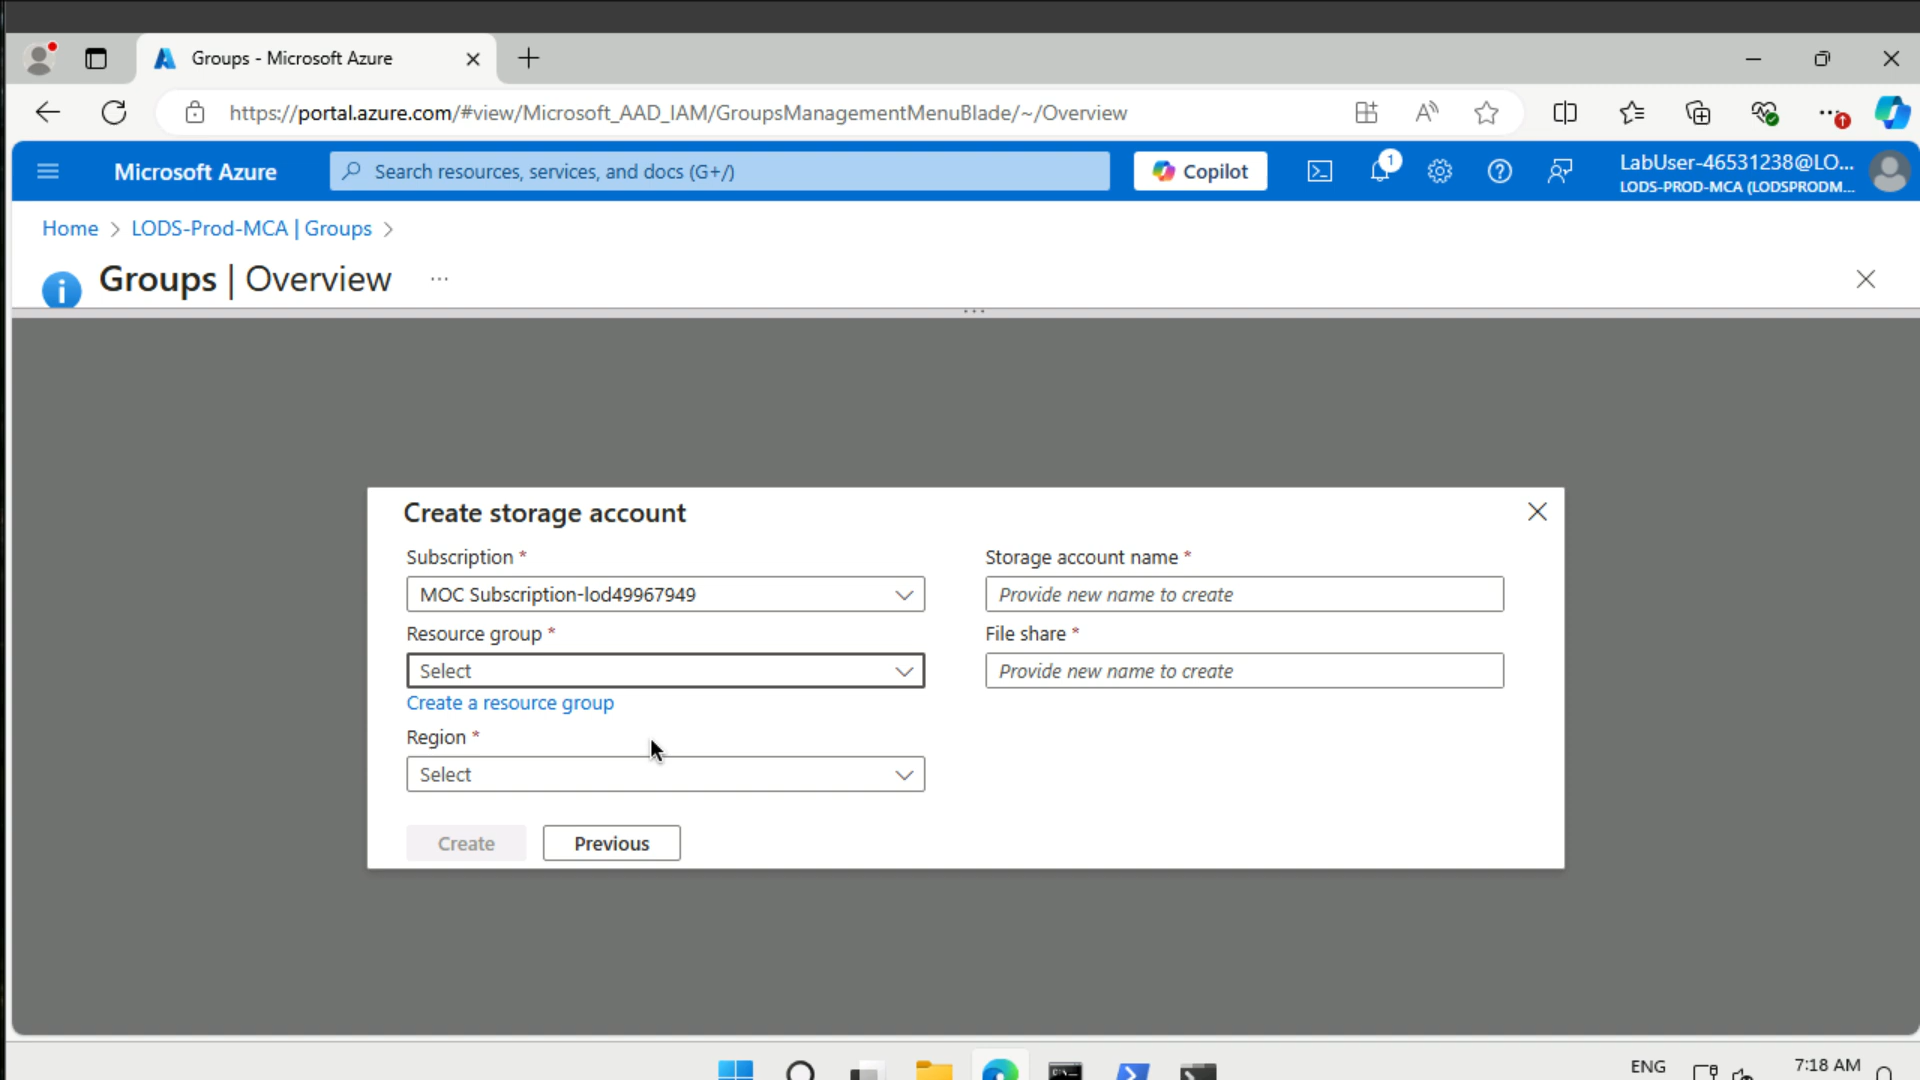 Groups - Microsoft Azure
https://portal.azure.com/#view/Microsoft_AAD_IAM/GroupsManagementMenuBlade/~/Overview
Microsoft Azure
Search resources, services, and docs (G+/)
Copilot
1
LabUser-46531238@LO...
LODS-PROD-MCA (LODSPRODM...
Home > LODS-Prod-MCA | Groups >
Groups | Overview ...
Create storage account
Subscription *
MOC Subscription-lod49967949
Resource group *
Select
Create a resource group
Region *
Select
Storage account name *
Provide new name to create
File share *
Provide new name to create
Create
Previous
ENG
7:18 AM